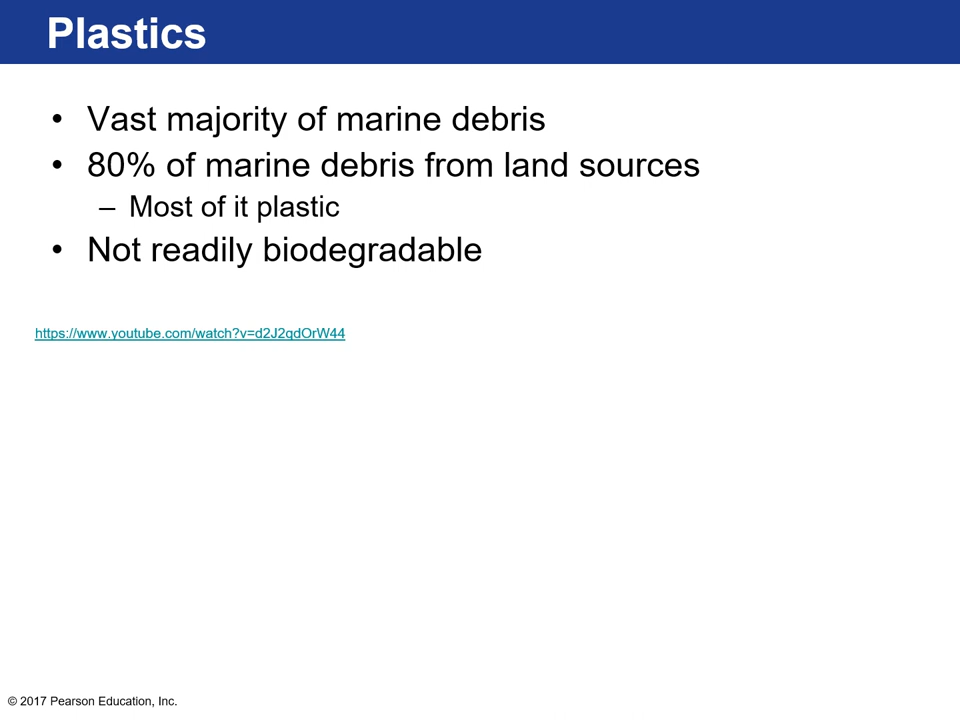 Plastics
• Vast majority of marine debris
• 80% of marine debris from land sources
– Most of it plastic
• Not readily biodegradable
https://www.youtube.com/watch?v=d2J2qdOrW44
© 2017 Pearson Education, Inc.